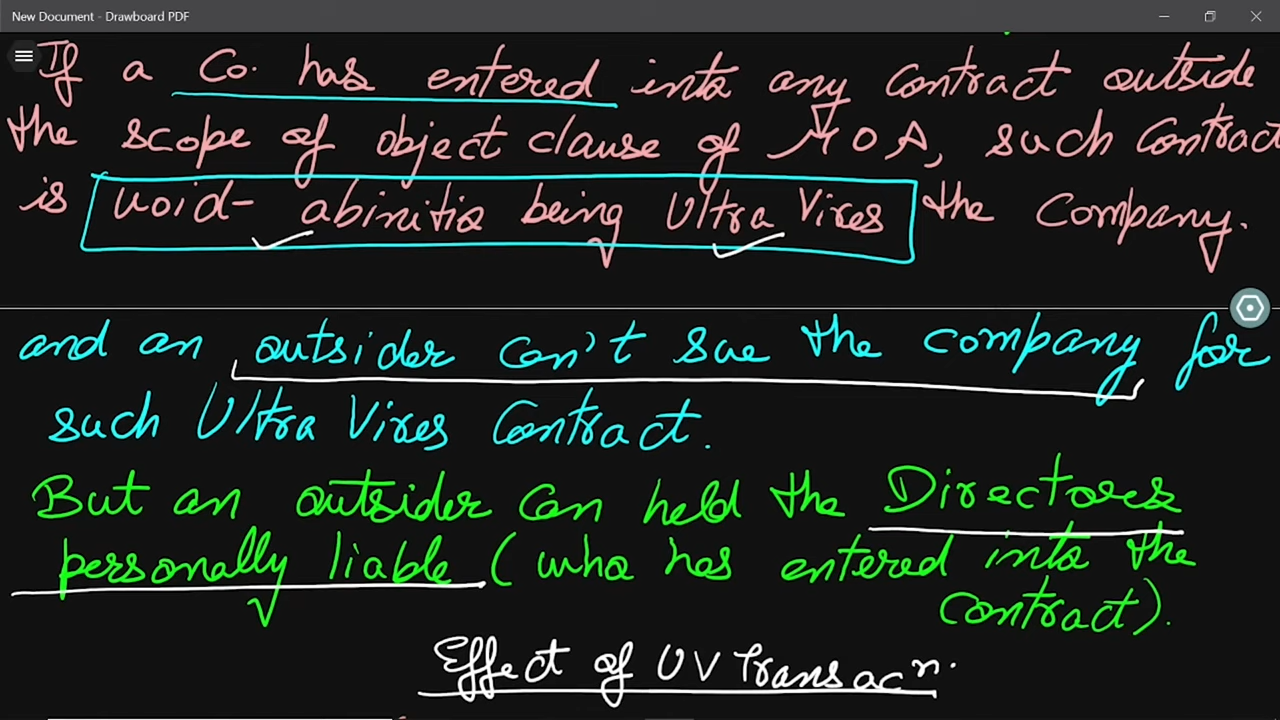 New Document - Drawboard PDF
If a Co. has entered into any contract outside
the scope of object clause of MOA, such contract
is void-abinitio being Ultra Vires the company.
and an outsider can't sue the company for
such Ultra Vires Contract.
But an outsider can held the Directores
personally liable (who has entered into the
contract).
Effect of UV Transacn.